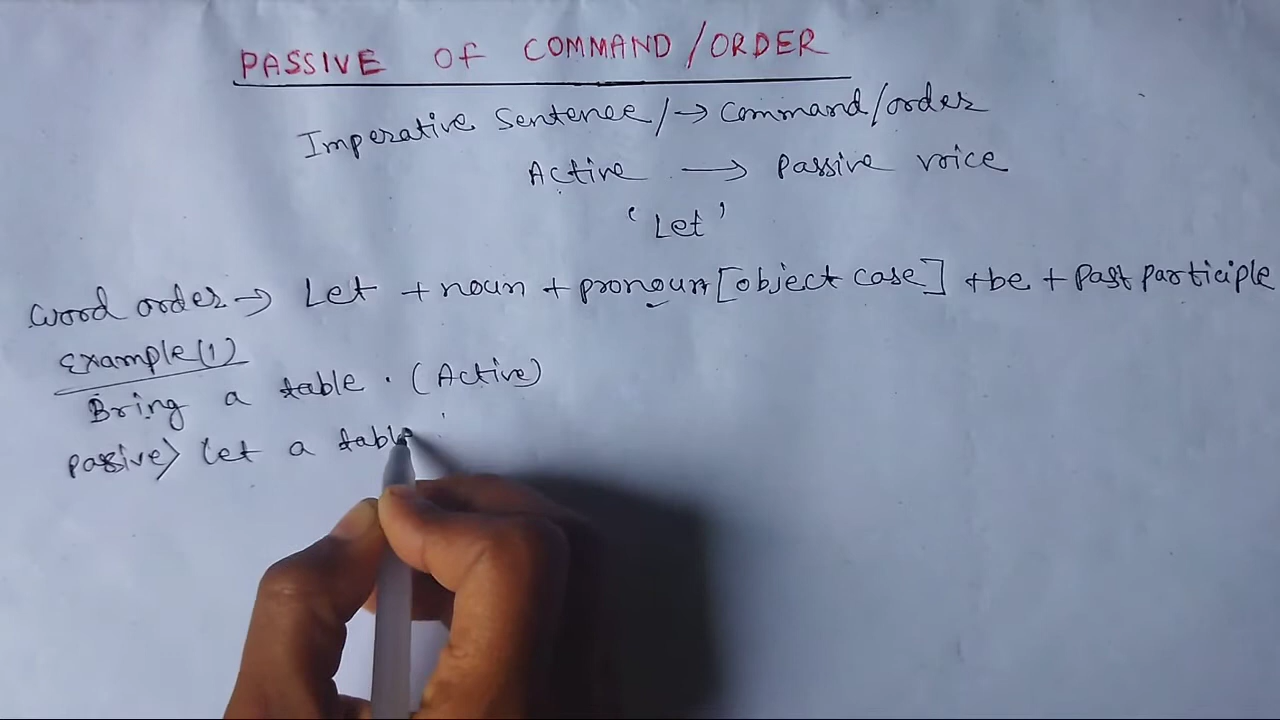 PASSIVE OF COMMAND/ORDER
Imperative Sentence/→ Command/order
Active → Passive voice
'Let'
word order → Let + noun + pronoun [object case] + be + Past participle
Example (1)
Bring a table. (Active)
passive) Let a table